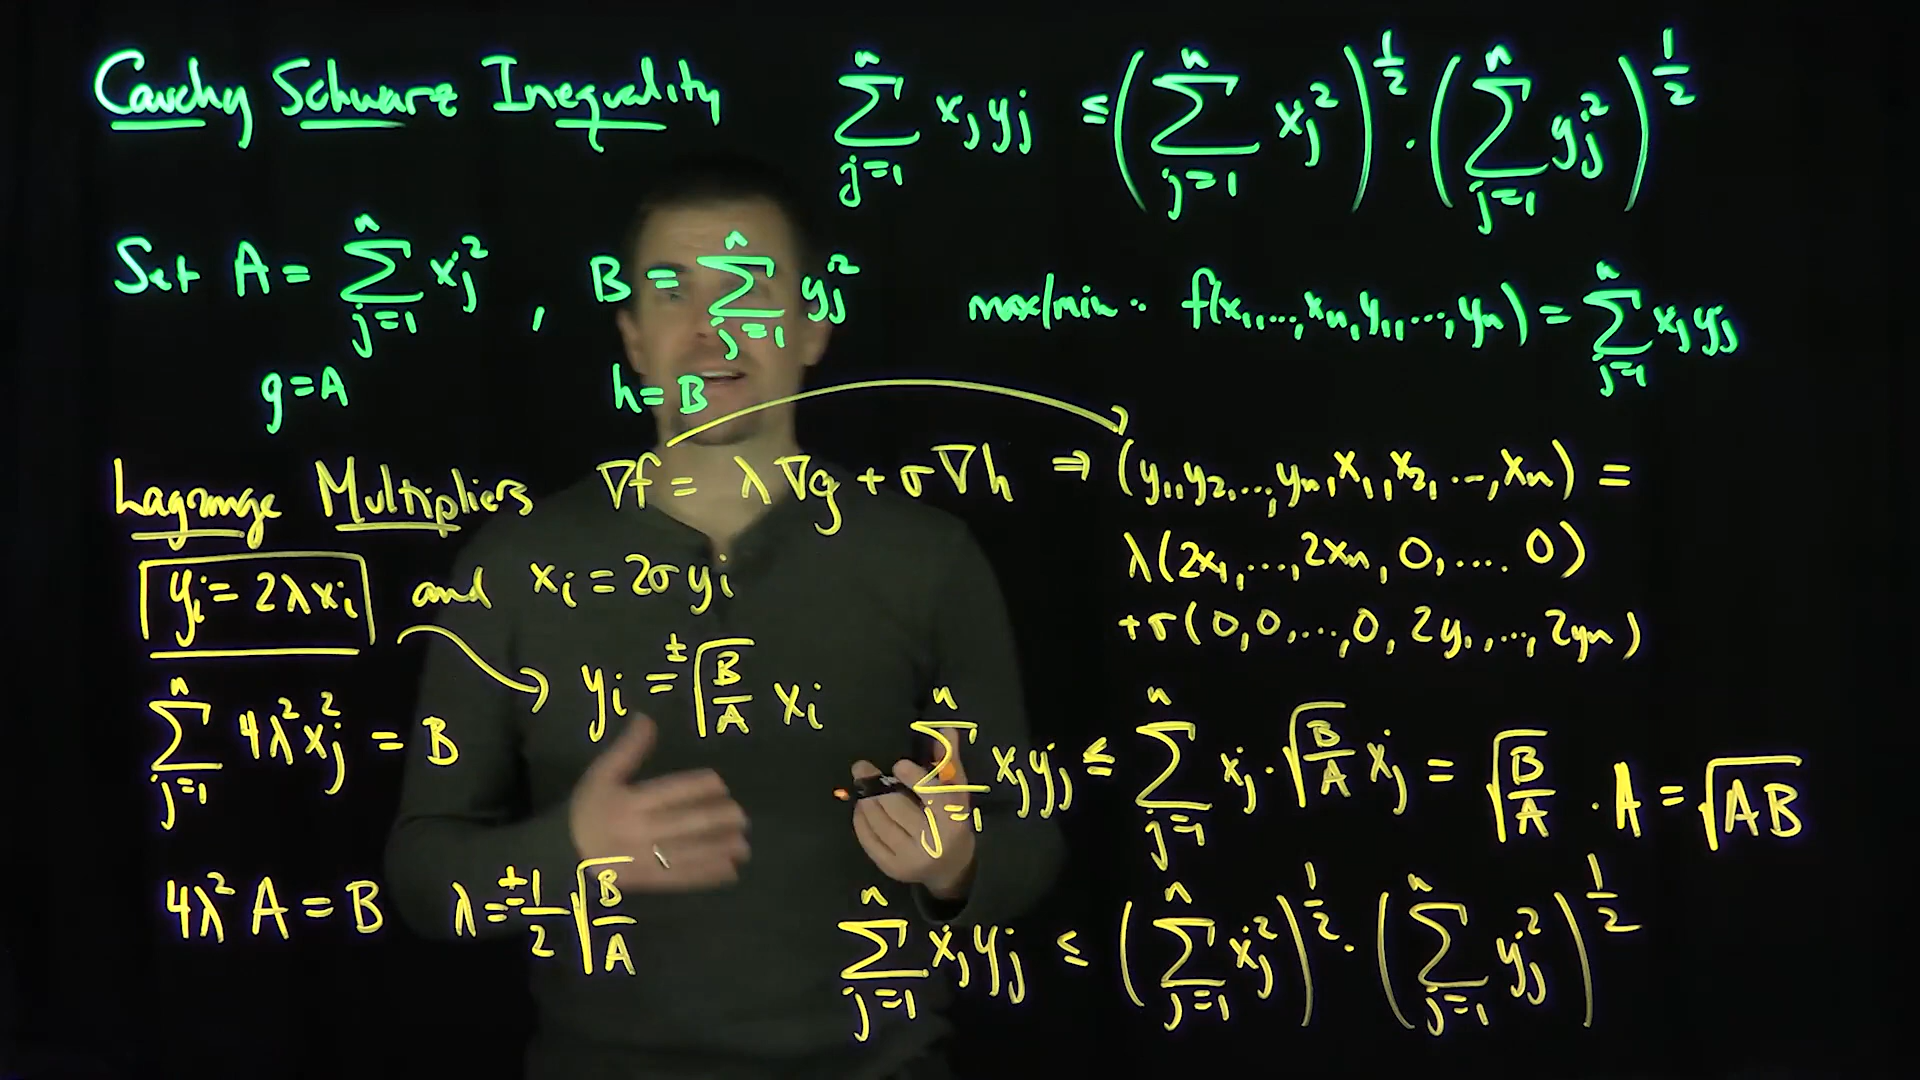 Cauchy Schwarz Inequality ∑_{j=1}^{n} x_j y_j ≤ (∑_{j=1}^{n} x_j^2)^{1/2} · (∑_{j=1}^{n} y_j^2)^{1/2}
Set A = ∑_{j=1}^{n} x_j^2 , B = ∑_{j=1}^{n} y_j^2 max/min : f(x_1,...,x_n,y_1,...,y_n) = ∑_{j=1}^{n} x_j y_j
g=A h=B
Lagrange Multipliers ∇f = λ∇g + σ∇h ⇒ (y_1,y_2,...,y_n,x_1,x_2,...,x_n) =
λ(2x_1,...,2x_n,0,....0)
y_i = 2λx_i and x_i = 2σy_i
+σ(0,0,...,0,2y_1,...,2y_n)
y_i = ±√(B/A) x_i
∑_{j=1}^{n} 4λ^2 x_j^2 = B
∑_{j=1}^{n} x_j y_j ≤ ∑_{j=1}^{n} x_j · √(B/A) x_j = √(B/A) · A = √(AB)
4λ^2 A = B λ = ±1/2 √(B/A)
∑_{j=1}^{n} x_j y_j ≤ (∑_{j=1}^{n} x_j^2)^{1/2} · (∑_{j=1}^{n} y_j^2)^{1/2}